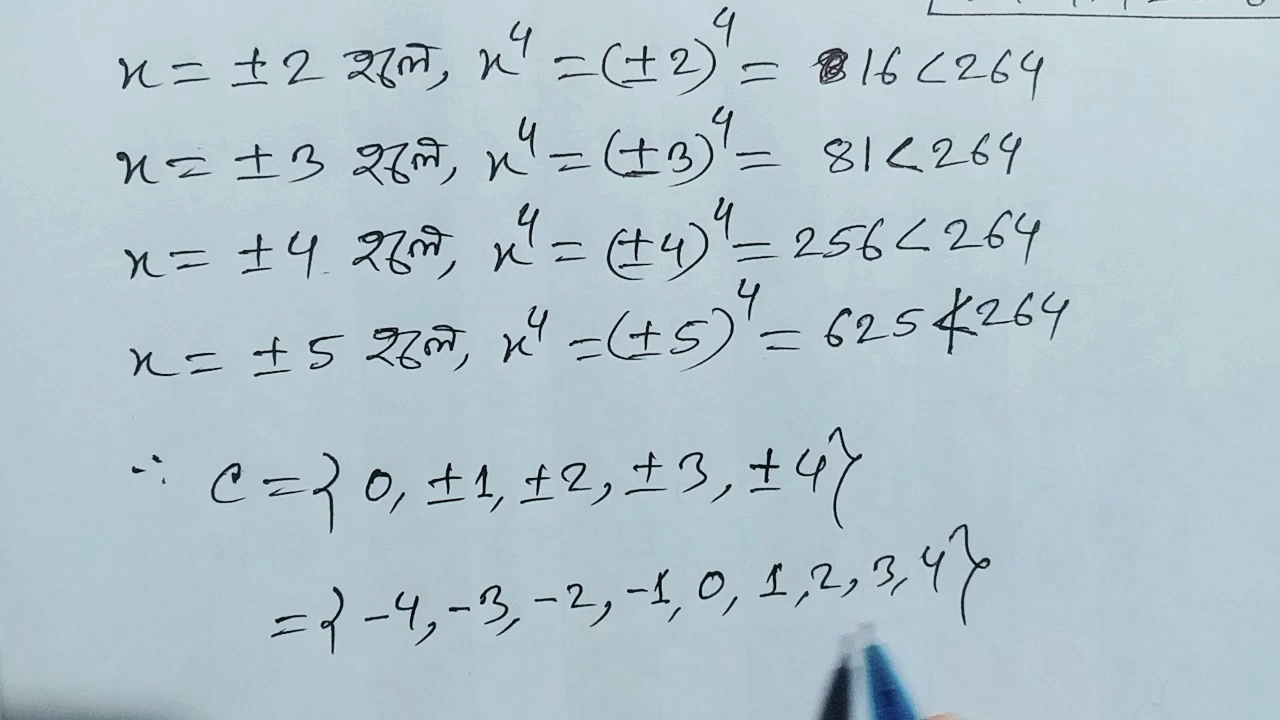 x = ±2 হলে, x⁴ = (±2)⁴ = 16 < 264
x = ±3 হলে, x⁴ = (±3)⁴ = 81 < 264
x = ±4 হলে, x⁴ = (±4)⁴ = 256 < 264
x = ±5 হলে, x⁴ = (±5)⁴ = 625 ≮ 264
∴ C = { 0, ±1, ±2, ±3, ±4}
= { -4, -3, -2, -1, 0, 1, 2, 3, 4}